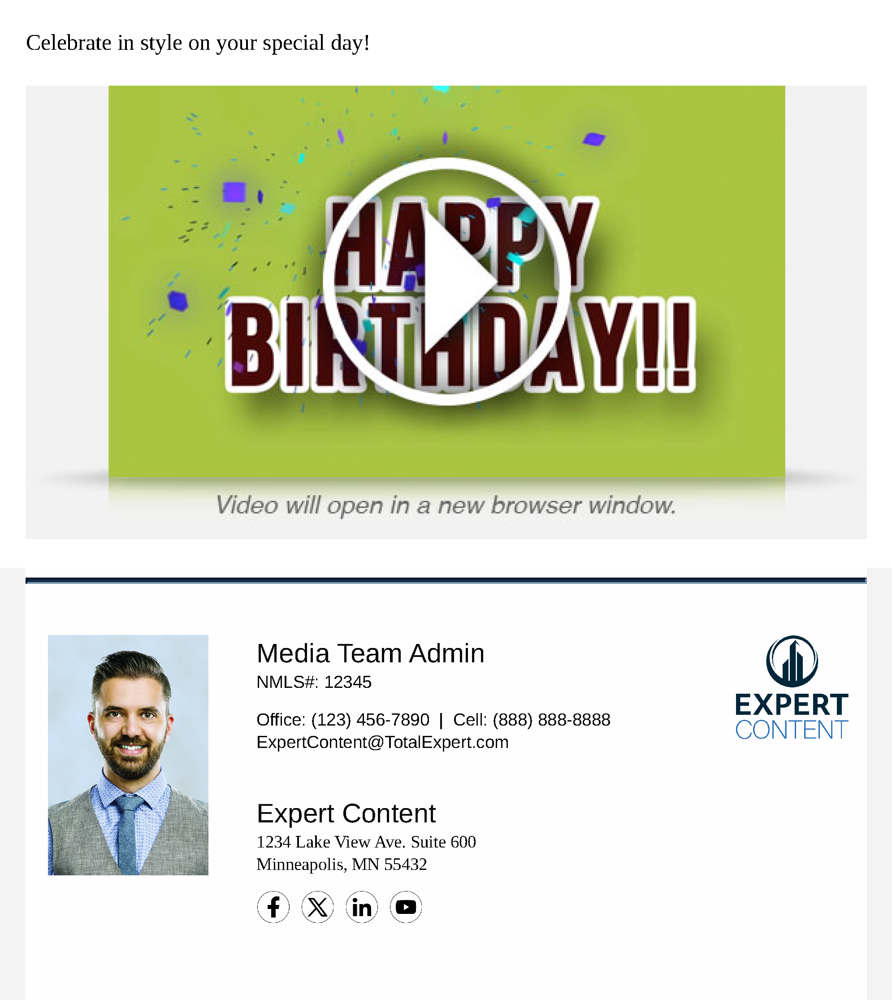 Celebrate in style on your special day!
HAPPY
BIRTHDAY!!
Video will open in a new browser window.
Media Team Admin
NMLS#: 12345
Office: (123) 456-7890 | Cell: (888) 888-8888
ExpertContent@TotalExpert.com
EXPERT
CONTENT
Expert Content
1234 Lake View Ave. Suite 600
Minneapolis, MN 55432